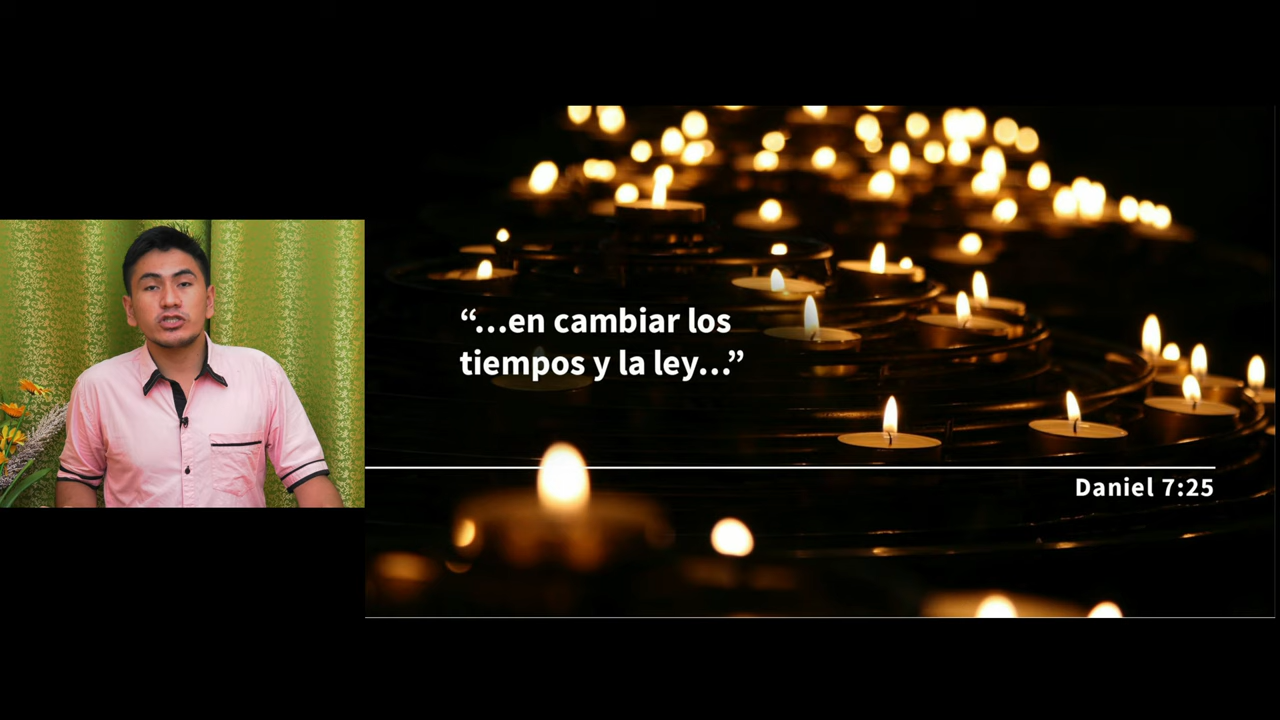 “…en cambiar los
tiempos y la ley…”
Daniel 7:25